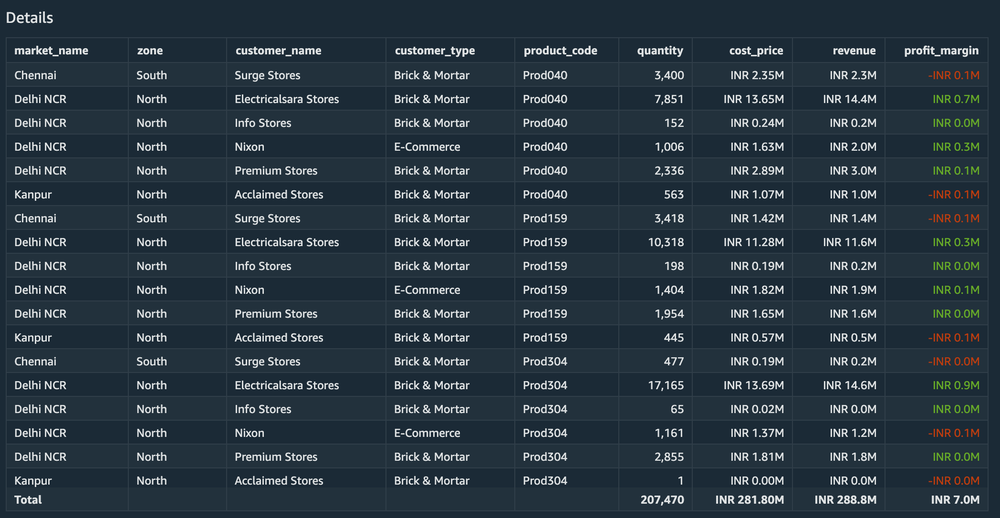 Details
market_name zone customer_name customer_type product_code quantity cost_price revenue profit_margin
Chennai South Surge Stores Brick & Mortar Prod040 3,400 INR 2.35M INR 2.3M -INR 0.1M
Delhi NCR North Electricalsara Stores Brick & Mortar Prod040 7,851 INR 13.65M INR 14.4M INR 0.7M
Delhi NCR North Info Stores Brick & Mortar Prod040 152 INR 0.24M INR 0.2M INR 0.0M
Delhi NCR North Nixon E-Commerce Prod040 1,006 INR 1.63M INR 2.0M INR 0.3M
Delhi NCR North Premium Stores Brick & Mortar Prod040 2,336 INR 2.89M INR 3.0M INR 0.1M
Kanpur North Acclaimed Stores Brick & Mortar Prod040 563 INR 1.07M INR 1.0M -INR 0.1M
Chennai South Surge Stores Brick & Mortar Prod159 3,418 INR 1.42M INR 1.4M -INR 0.1M
Delhi NCR North Electricalsara Stores Brick & Mortar Prod159 10,318 INR 11.28M INR 11.6M INR 0.3M
Delhi NCR North Info Stores Brick & Mortar Prod159 198 INR 0.19M INR 0.2M INR 0.0M
Delhi NCR North Nixon E-Commerce Prod159 1,404 INR 1.82M INR 1.9M INR 0.1M
Delhi NCR North Premium Stores Brick & Mortar Prod159 1,954 INR 1.65M INR 1.6M INR 0.0M
Kanpur North Acclaimed Stores Brick & Mortar Prod159 445 INR 0.57M INR 0.5M -INR 0.1M
Chennai South Surge Stores Brick & Mortar Prod304 477 INR 0.19M INR 0.2M -INR 0.0M
Delhi NCR North Electricalsara Stores Brick & Mortar Prod304 17,165 INR 13.69M INR 14.6M INR 0.9M
Delhi NCR North Info Stores Brick & Mortar Prod304 65 INR 0.02M INR 0.0M INR 0.0M
Delhi NCR North Nixon E-Commerce Prod304 1,161 INR 1.37M INR 1.2M -INR 0.1M
Delhi NCR North Premium Stores Brick & Mortar Prod304 2,855 INR 1.81M INR 1.8M INR 0.0M
Kanpur North Acclaimed Stores Brick & Mortar Prod304 1 INR 0.00M INR 0.0M -INR 0.0M
Total 207,470 INR 281.80M INR 288.8M INR 7.0M